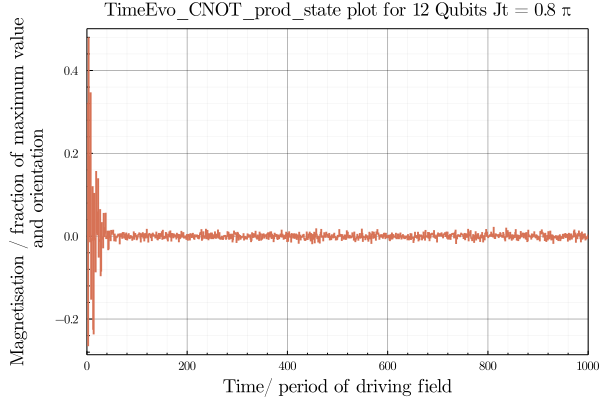 TimeEvo_CNOT_prod_state plot for 12 Qubits Jt = 0.8 π
Magnetisation / fraction of maximum value
and orientation
0.4
0.2
0.0
−0.2
0
200
400
600
800
1000
Time/ period of driving field